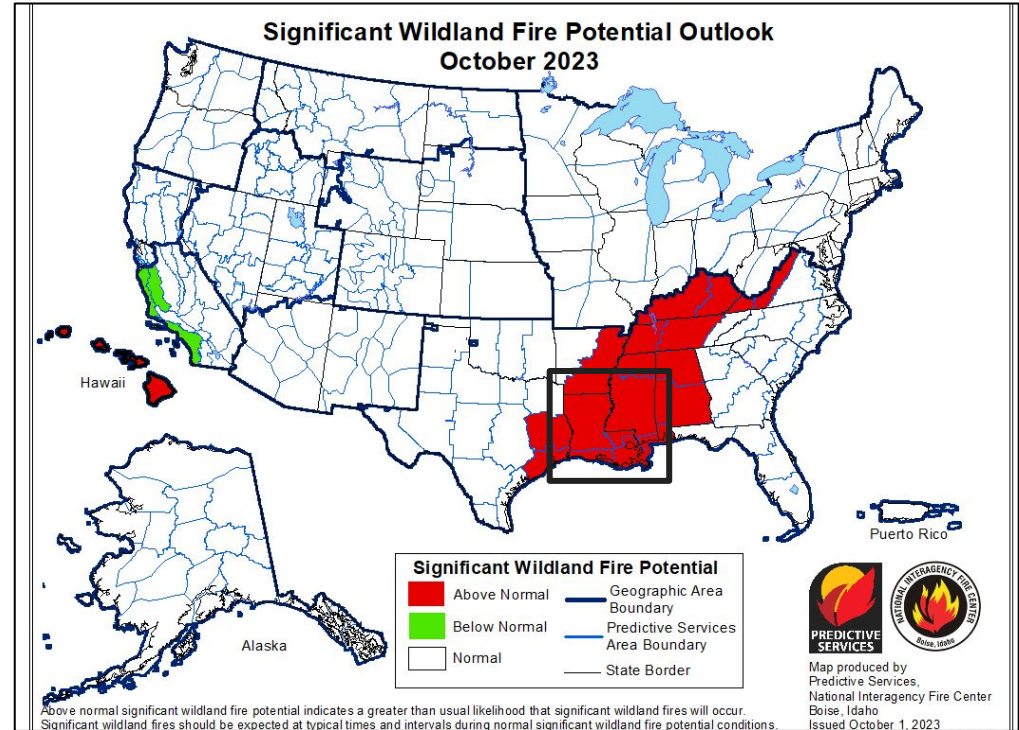 Significant Wildland Fire Potential Outlook
October 2023
Hawaii
Alaska
Puerto Rico
Significant Wildland Fire Potential
Above Normal
Below Normal
Normal
Geographic Area
Boundary
Predictive Services
Area Boundary
State Border
PREDICTIVE
SERVICES
NATIONAL INTERAGENCY FIRE CENTER
Boise, Idaho
Map produced by
Predictive Services,
National Interagency Fire Center
Boise, Idaho
Issued October 1, 2023
Above normal significant wildland fire potential indicates a greater than usual likelihood that significant wildland fires will occur.
Significant wildland fires should be expected at typical times and intervals during normal significant wildland fire potential conditions.